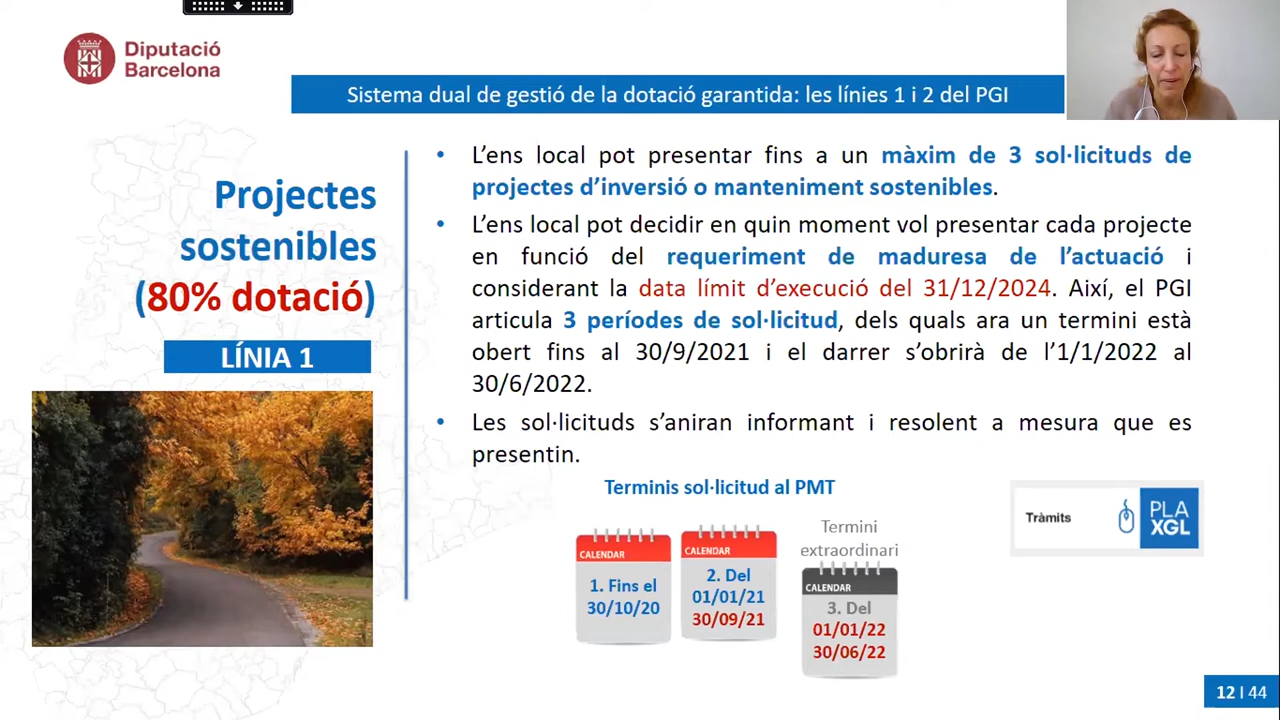 Diputació
Barcelona
Sistema dual de gestió de la dotació garantida: les línies 1 i 2 del PGI
Projectes
sostenibles
(80% dotació)
LÍNIA 1
• L’ens local pot presentar fins a un màxim de 3 sol·licituds de
projectes d’inversió o manteniment sostenibles.
• L’ens local pot decidir en quin moment vol presentar cada projecte
en funció del requeriment de maduresa de l’actuació i
considerant la data límit d’execució del 31/12/2024. Així, el PGI
articula 3 períodes de sol·licitud, dels quals ara un termini està
obert fins al 30/9/2021 i el darrer s’obrirà de l’1/1/2022 al
30/6/2022.
• Les sol·licituds s’aniran informant i resolent a mesura que es
presentin.
Terminis sol·licitud al PMT
CALENDAR
1. Fins el
30/10/20
CALENDAR
2. Del
01/01/21
30/09/21
Termini
extraordinari
CALENDAR
3. Del
01/01/22
30/06/22
Tràmits
PLA
XGL
12 I 44